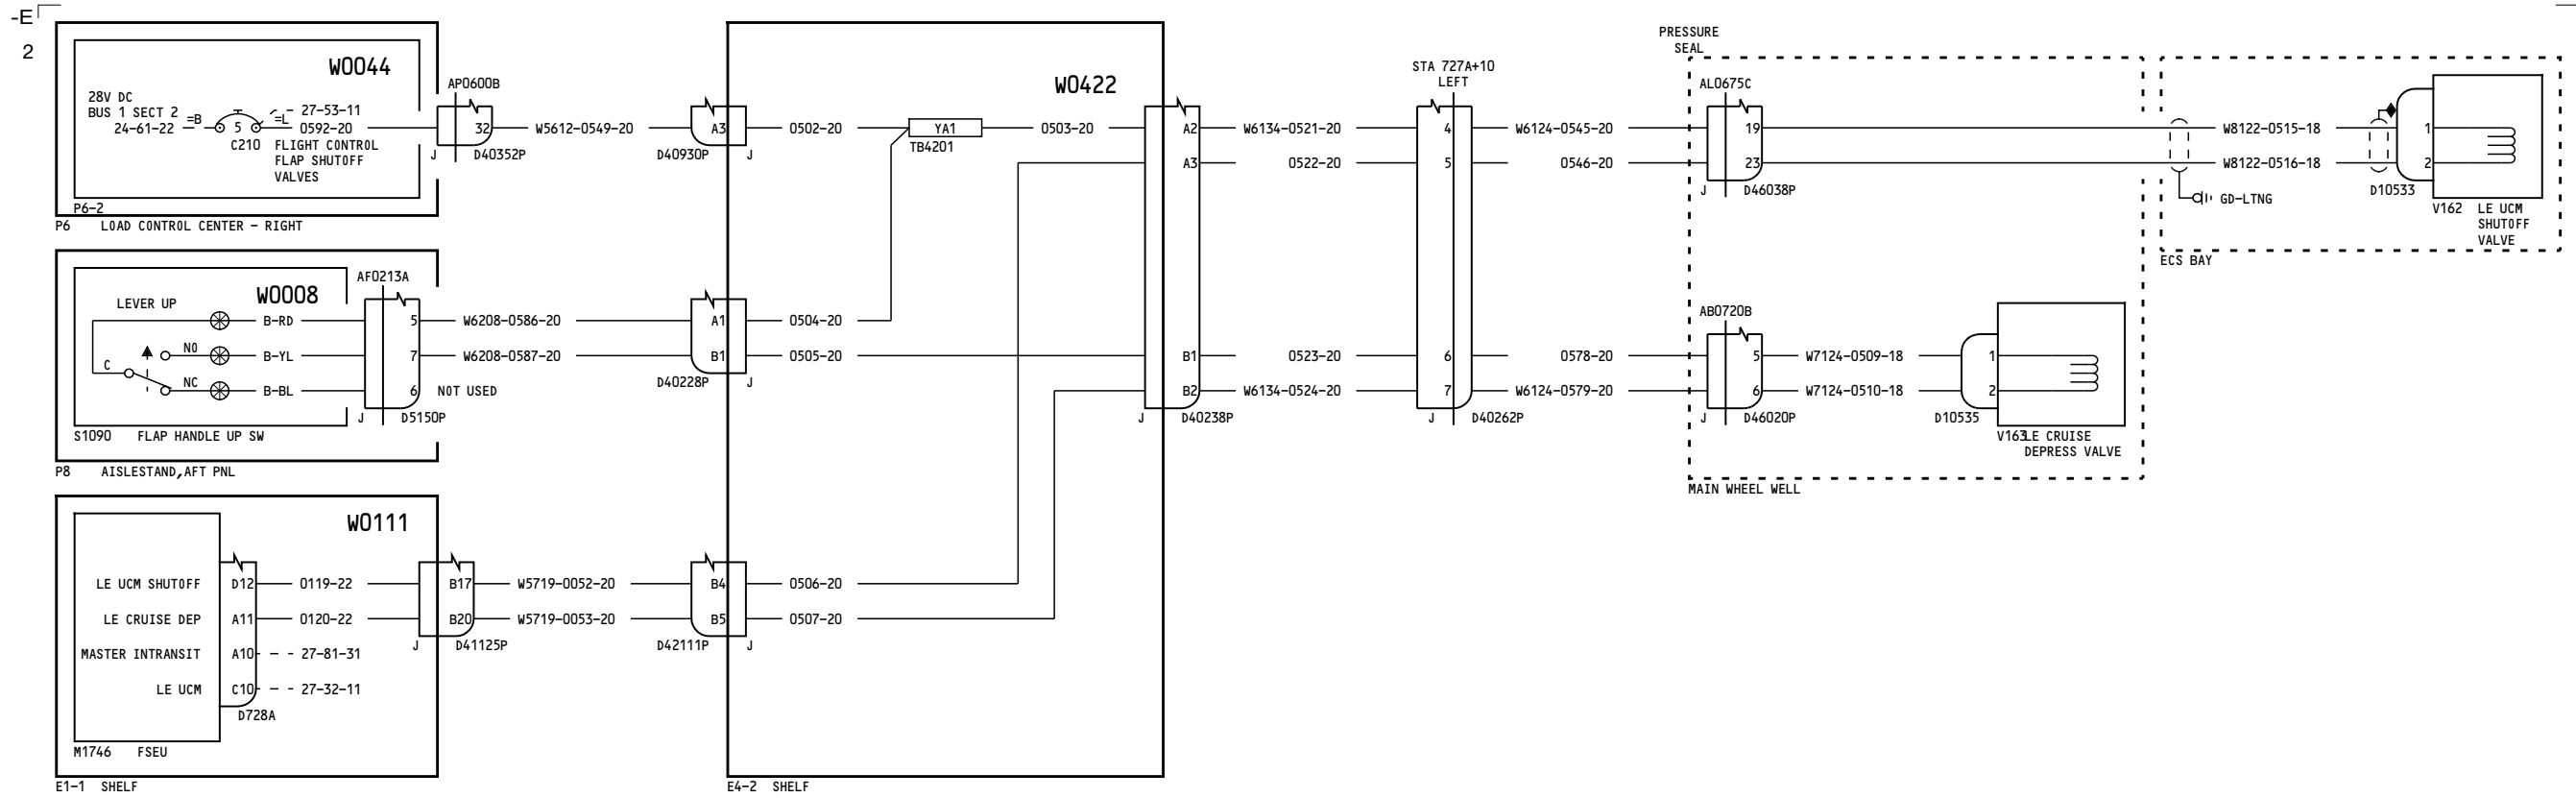 -E
2
W0044
28V DC
BUS 1 SECT 2
24-61-22
=B
5
=L
27-53-11
0592-20
C210
FLIGHT CONTROL
FLAP SHUTOFF
VALVES
P6-2
P6 LOAD CONTROL CENTER - RIGHT
AP0600B
32
J
D40352P
W5612-0549-20
A3
D40930P
J
0502-20
YA1
TB4201
0503-20
W0422
A2
A3
W6134-0521-20
0522-20
STA 727A+10
LEFT
4
5
W6124-0545-20
0546-20
PRESSURE
SEAL
AL0675C
19
23
J
D46038P
W8122-0515-18
W8122-0516-18
GD-LTNG
1
2
D10533
V162 LE UCM
SHUTOFF
VALVE
ECS BAY
W0008
LEVER UP
B-RD
NO
B-YL
C
NC
B-BL
S1090 FLAP HANDLE UP SW
P8 AISLESTAND,AFT PNL
AF0213A
5
7
6
NOT USED
J
D5150P
W6208-0586-20
W6208-0587-20
A1
B1
D40228P
J
0504-20
0505-20
B1
B2
J
D40238P
0523-20
W6134-0524-20
6
7
J
D40262P
0578-20
W6124-0579-20
AB0720B
5
6
J
D46020P
W7124-0509-18
W7124-0510-18
1
2
D10535
V163 LE CRUISE
DEPRESS VALVE
MAIN WHEEL WELL
W0111
LE UCM SHUTOFF
D12
0119-22
LE CRUISE DEP
A11
0120-22
MASTER INTRANSIT
A10
27-81-31
LE UCM
C10
27-32-11
D728A
M1746 FSEU
E1-1 SHELF
B17
B20
J
D41125P
W5719-0052-20
W5719-0053-20
B4
B5
D42111P
J
0506-20
0507-20
E4-2 SHELF